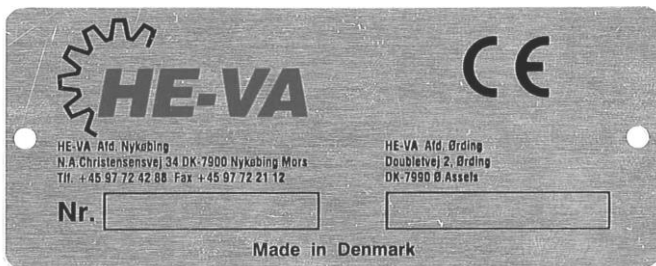 HE-VA
CE
HE-VA Afd. Nykøbing
N.A.Christensensvej 34 DK-7900 Nykøbing Mors
Tlf. +45 97 72 42 88 Fax +45 97 72 21 12
HE-VA Afd. Ørding
Doubletvej 2, Ørding
DK-7990 Ø.Assels
Nr.
Made in Denmark